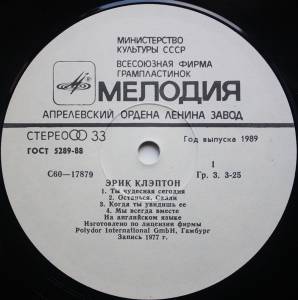 МИНИСТЕРСТВО
КУЛЬТУРЫ СССР
ВСЕСОЮЗНАЯ ФИРМА
ГРАМПЛАСТИНОК
МЕЛОДИЯ
АПРЕЛЕВСКИЙ ОРДЕНА ЛЕНИНА ЗАВОД
СТЕРЕО 33
Год выпуска 1989
ГОСТ 5289-88
1
С60—17879
Гр. 3. 3-25
ЭРИК КЛЭПТОН
1. Ты чудесная сегодня
2. Остаться, Салли
3. Когда ты увидишь ее
4. Мы всегда вместе
На английском языке
Изготовлено по лицензии фирмы
Polydor International GmbH, Гамбург
Запись 1977 г.